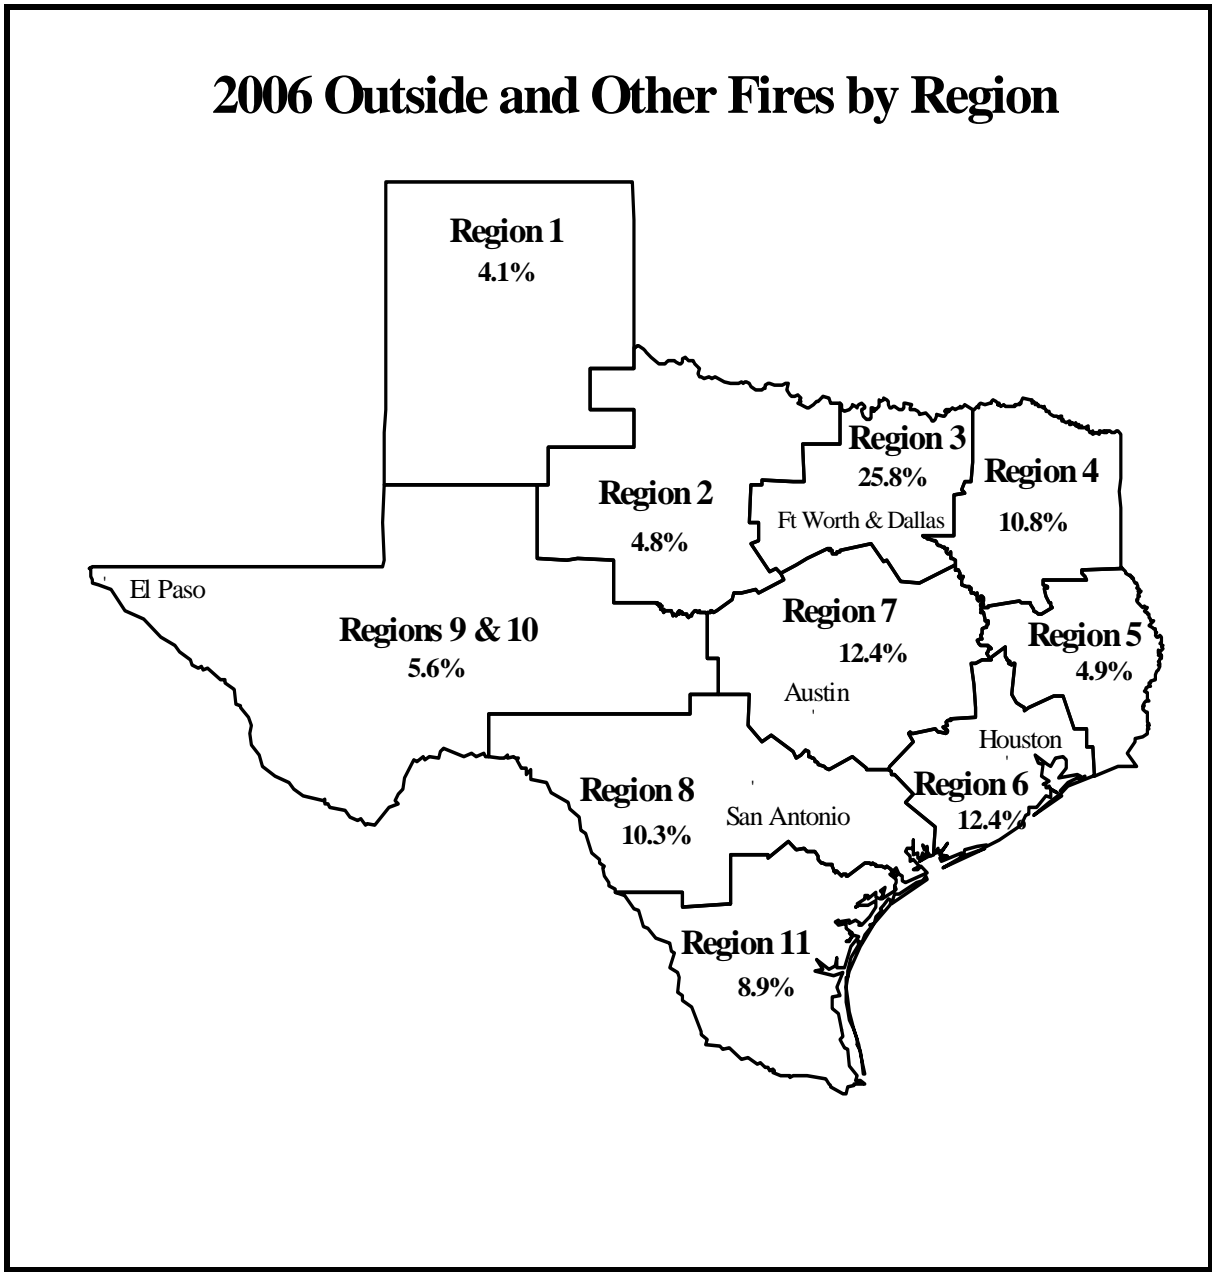 2006 Outside and Other Fires by Region
Region 1
4.1%
Region 3
25.8%
Region 4
10.8%
Region 2
4.8%
Ft Worth & Dallas
El Paso
Regions 9 & 10
5.6%
Region 7
12.4%
Region 5
4.9%
Austin
Houston
Region 8
10.3%
San Antonio
Region 6
12.4%
Region 11
8.9%